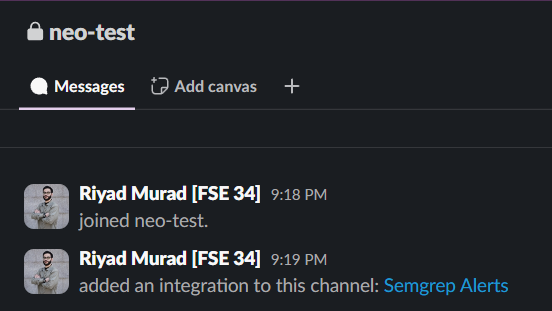 neo-test
Messages Add canvas +
Riyad Murad [FSE 34] 9:18 PM
joined neo-test.
Riyad Murad [FSE 34] 9:19 PM
added an integration to this channel: Semgrep Alerts